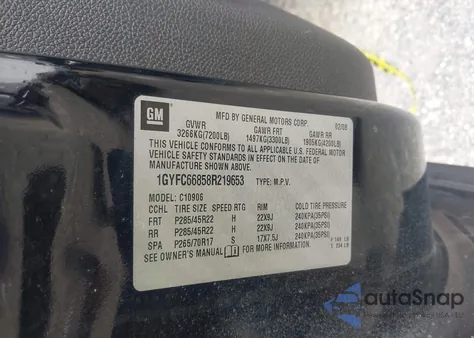 GM
MFD BY GENERAL MOTORS CORP. 02/08
GVWR GAWR FRT GAWR RR
3266KG(7200LB) 1497KG(3300LB) 1905KG(4200LB)
THIS VEHICLE CONFORMS TO ALL APPLICABLE U.S. FEDERAL MOTOR
VEHICLE SAFETY STANDARDS IN EFFECT ON THE DATE OF
MANUFACTURE SHOWN ABOVE.
1GYFC66858R219653 TYPE: M.P.V.
MODEL: C10906
CCHL TIRE SIZE SPEED RTG RIM COLD TIRE PRESSURE
FRT P285/45R22 H 22X9J 240KPA(35PSI)
RR P285/45R22 H 22X9J 240KPA(35PSI)
SPA P265/70R17 S 17X7.5J 240KPA(35PSI)
SEE OWNER'S MANUAL FOR MORE INFORMATION.
autoSnap